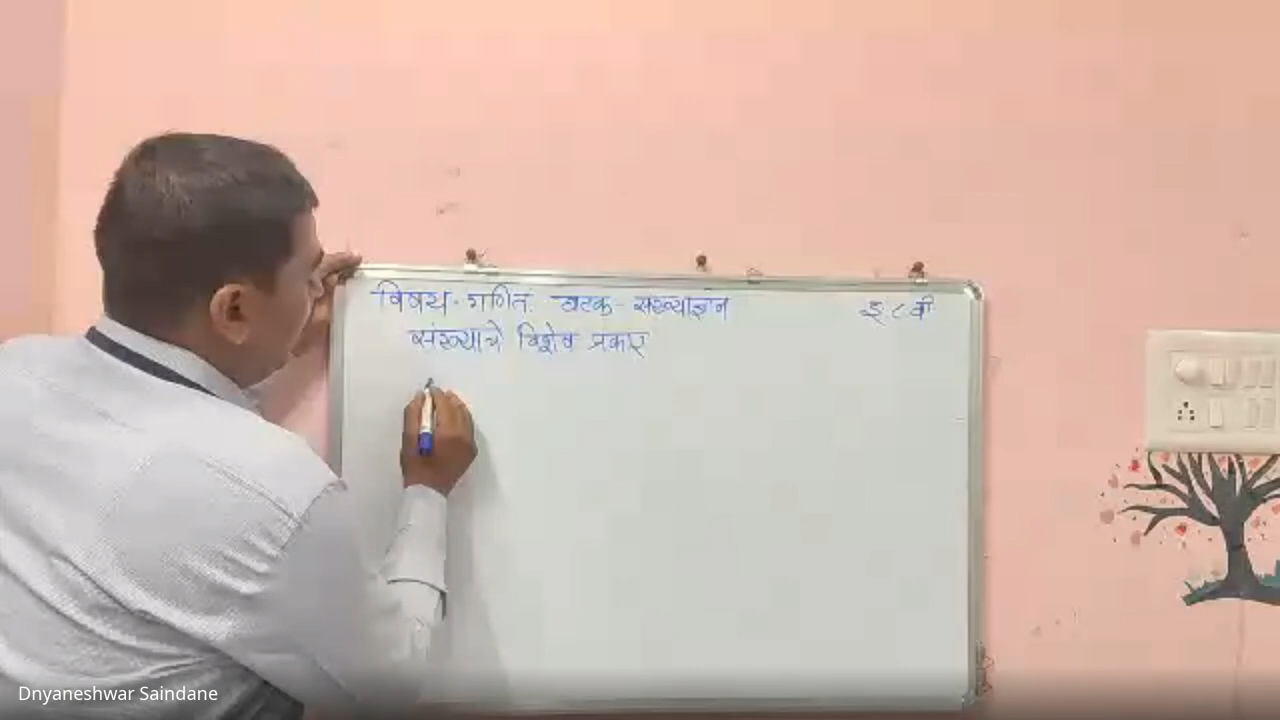 विषय - गणित. घटक - संख्याज्ञान इ ८ वी
संख्याचे विशेष प्रकार
Dnyaneshwar Saindane